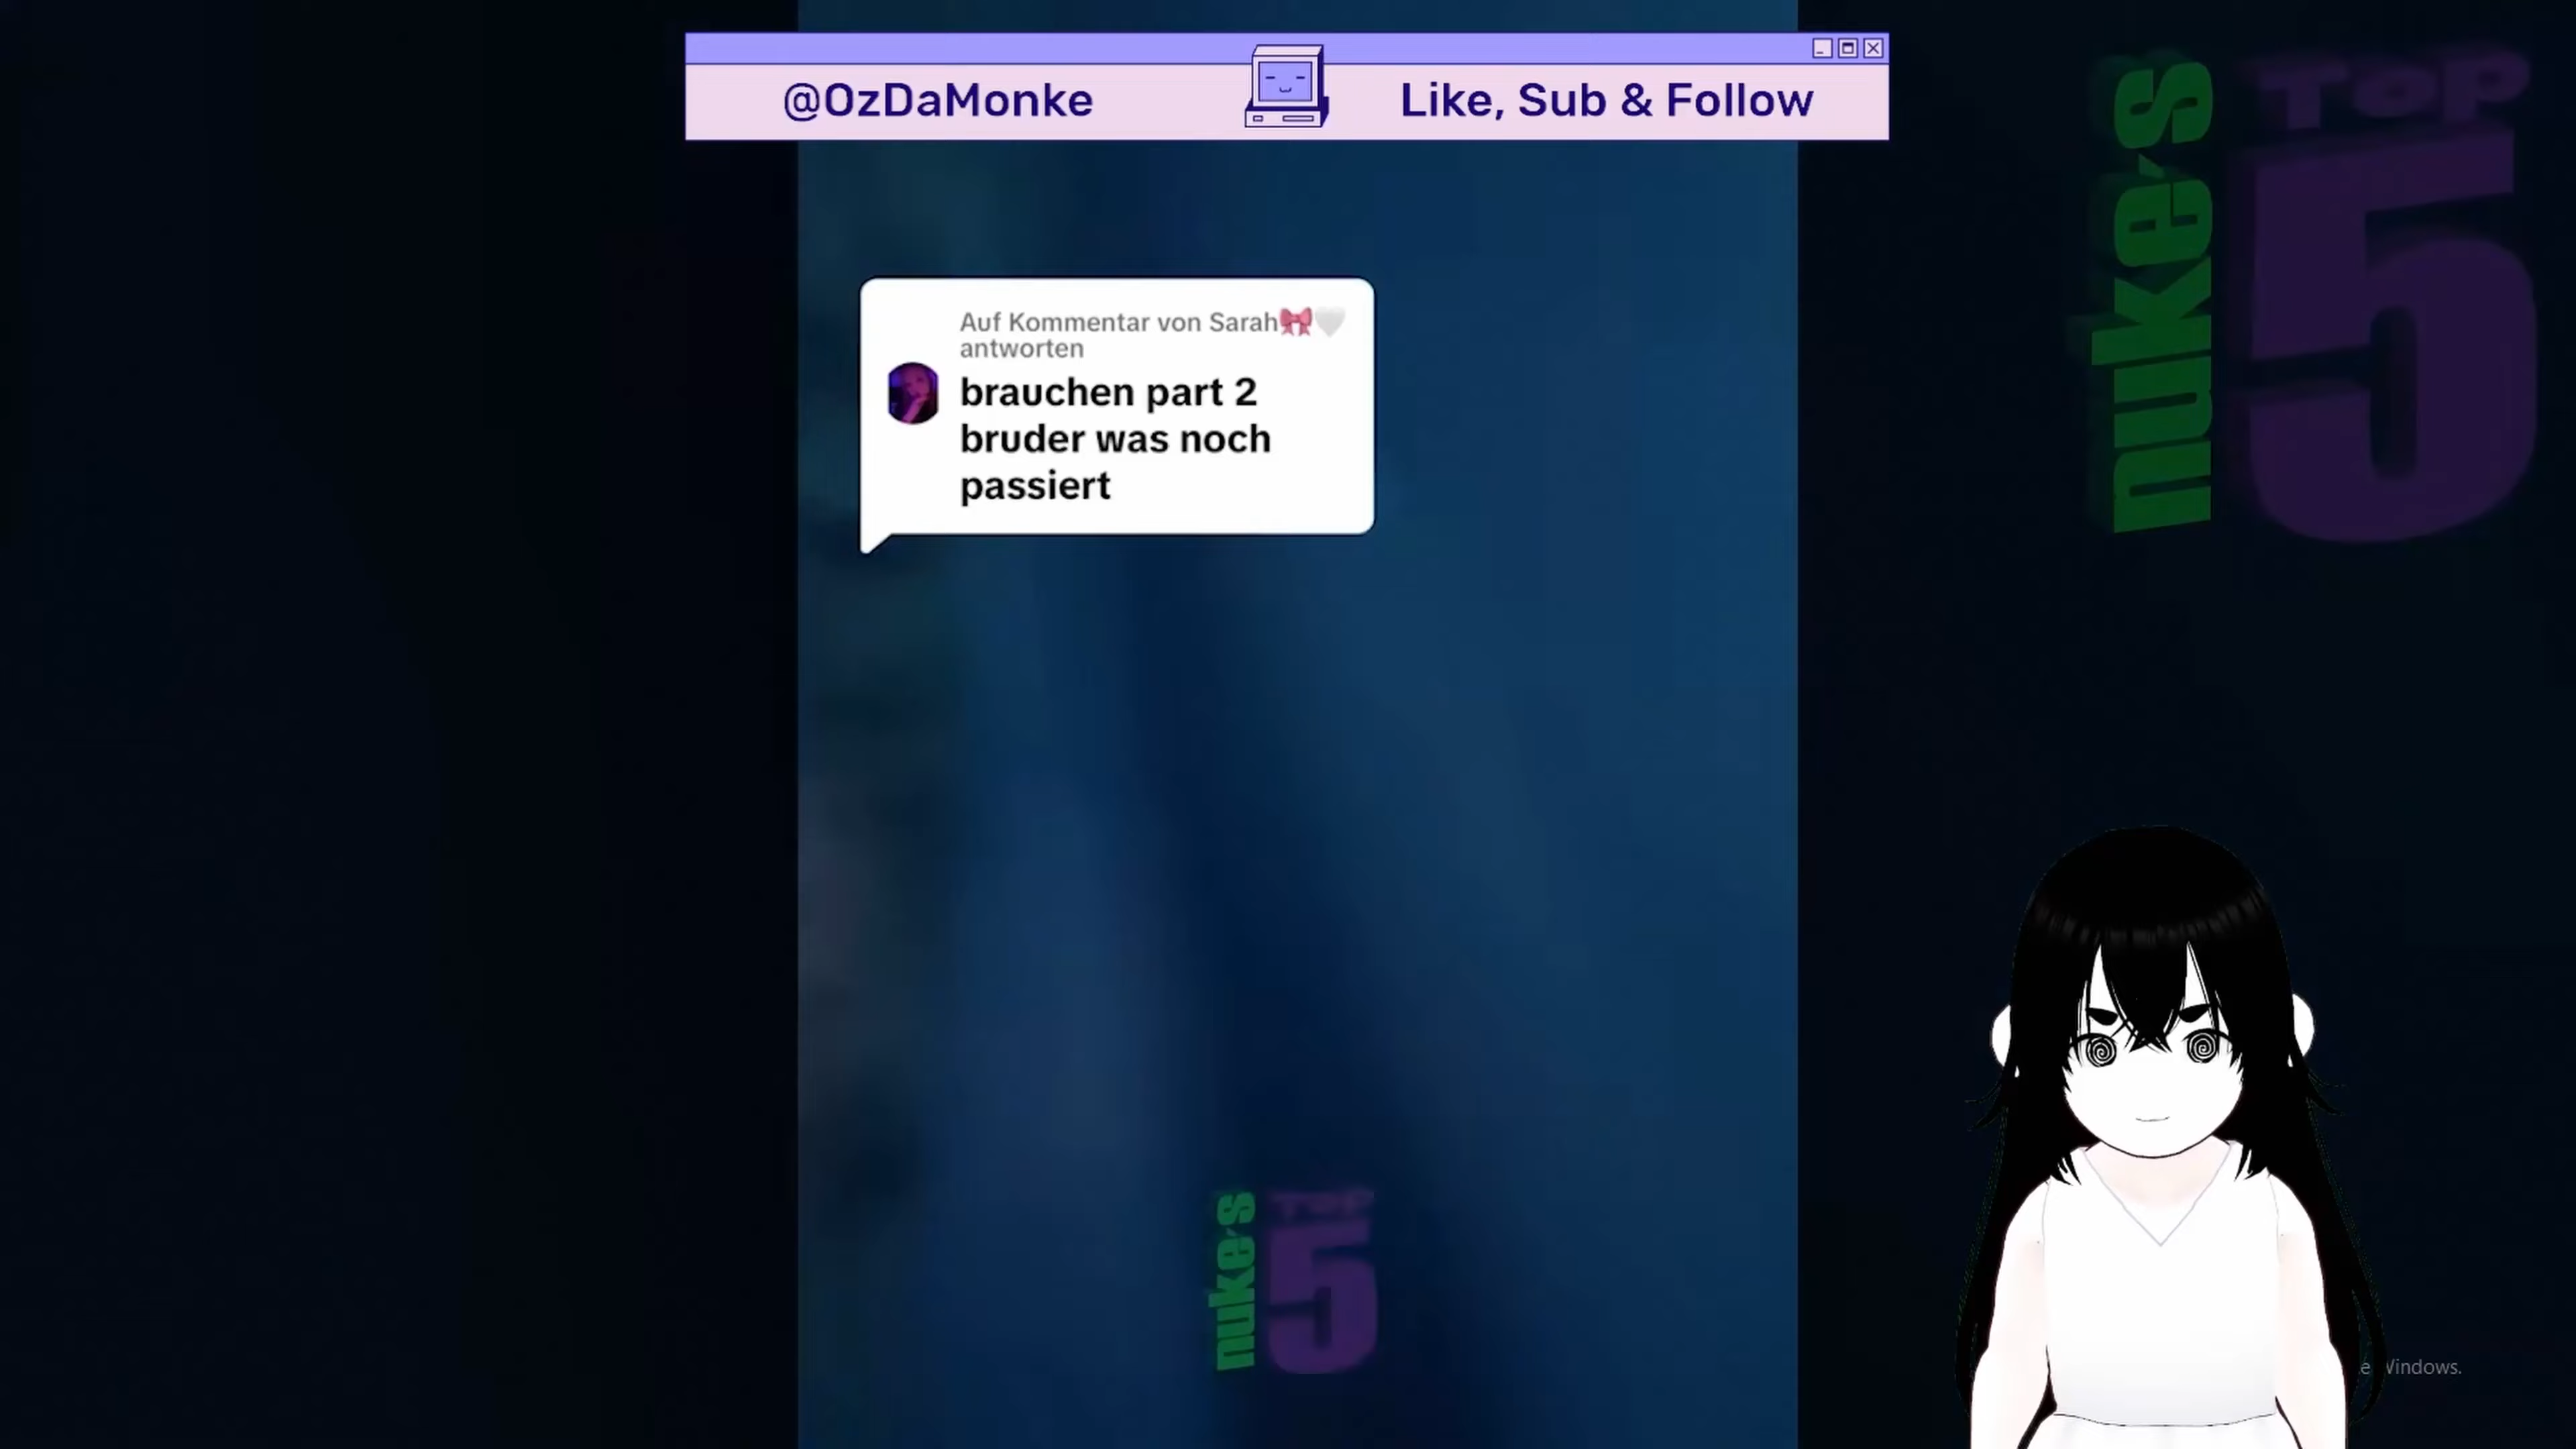 @OzDaMonke
Like, Sub & Follow
nuke's
TOP
5
Auf Kommentar von Sarah🎀🤍
antworten
brauchen part 2
bruder was noch
passiert
nuke's
TOP
5
Windows.